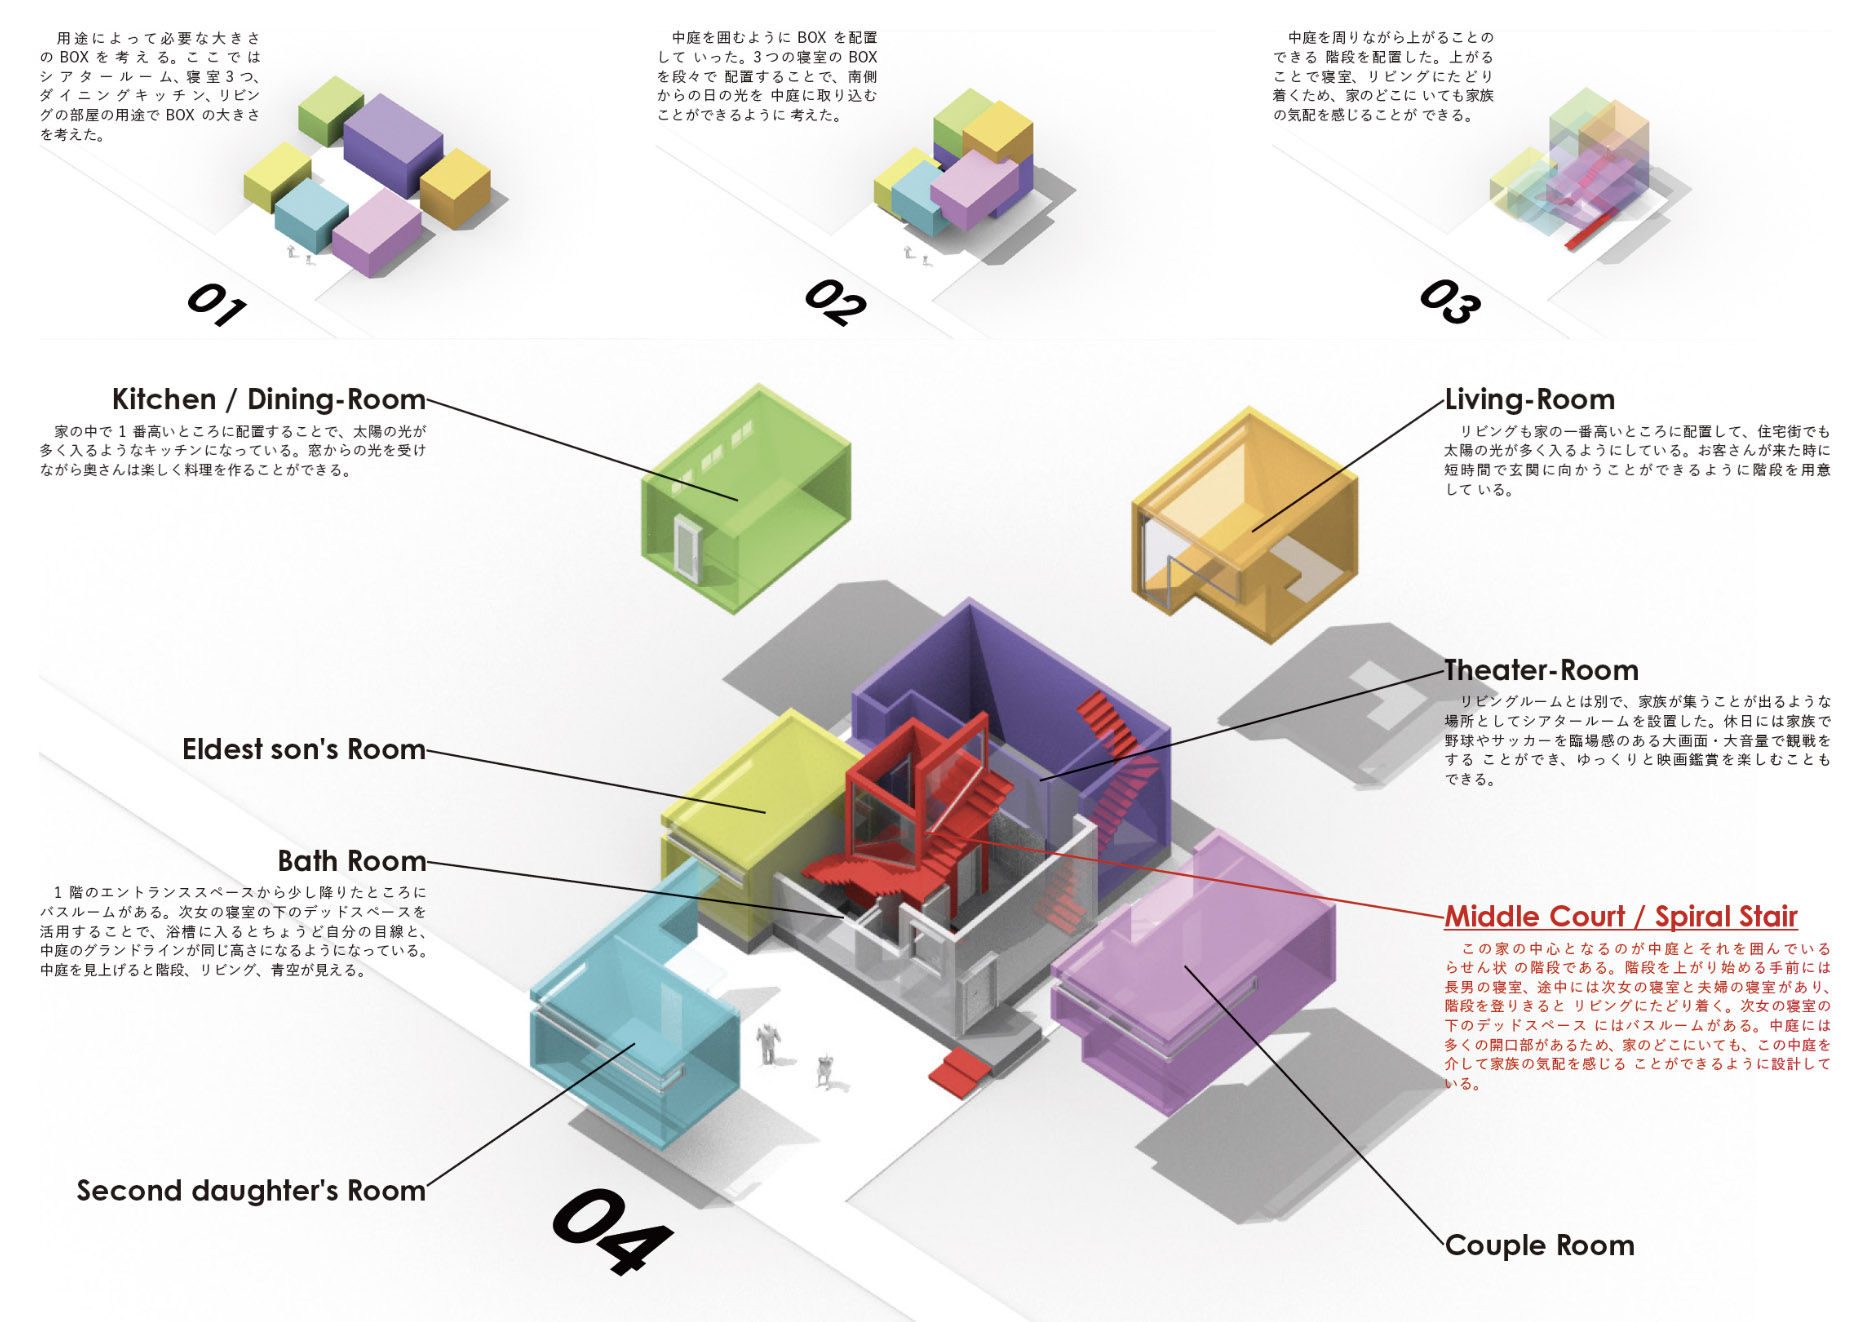 用途によって必要な大きさ
の BOX を考える。ここでは
シアタールーム、寝室3つ、
ダイニングキッチン、リビン
グの部屋の用途で BOX の大きさ
を考えた。
01
中庭を囲むように BOX を配置
して いった。3つの寝室の BOX
を段々で 配置することで、南側
からの日の光を 中庭に取り込む
ことができるように 考えた。
02
中庭を周りながら上がることの
できる 階段を配置した。上がる
ことで寝室、リビングにたどり
着くため、家のどこに いても家族
の気配を感じることが できる。
03
Kitchen / Dining-Room
家の中で 1 番高いところに配置することで、太陽の光が
多く入るようなキッチンになっている。窓からの光を受け
ながら奥さんは楽しく料理を作ることができる。
Living-Room
リビングも家の一番高いところに配置して、住宅街でも
太陽の光が多く入るようにしている。お客さんが来た時に
短時間で玄関に向かうことができるように階段を用意
して いる。
Theater-Room
リビングルームとは別で、家族が集うことが出るような
場所としてシアタールームを設置した。休日には家族で
野球やサッカーを臨場感のある大画面・大音量で観戦を
する ことができ、ゆっくりと映画鑑賞を楽しむことも
できる。
Eldest son's Room
Bath Room
1 階のエントランススペースから少し降りたところに
バスルームがある。次女の寝室の下のデッドスペースを
活用することで、浴槽に入るとちょうど自分の目線と、
中庭のグランドラインが同じ高さになるようになっている。
中庭を見上げると階段、リビング、青空が見える。
Middle Court / Spiral Stair
この家の中心となるのが中庭とそれを囲んでいる
らせん状 の階段である。階段を上がり始める手前には
長男の寝室、途中には次女の寝室と夫婦の寝室があり、
階段を登りきると リビングにたどり着く。次女の寝室の
下のデッドスペース にはバスルームがある。中庭には
多くの開口部があるため、家のどこにいても、この中庭を
介して家族の気配を感じる ことができるように設計して
いる。
Second daughter's Room
04
Couple Room